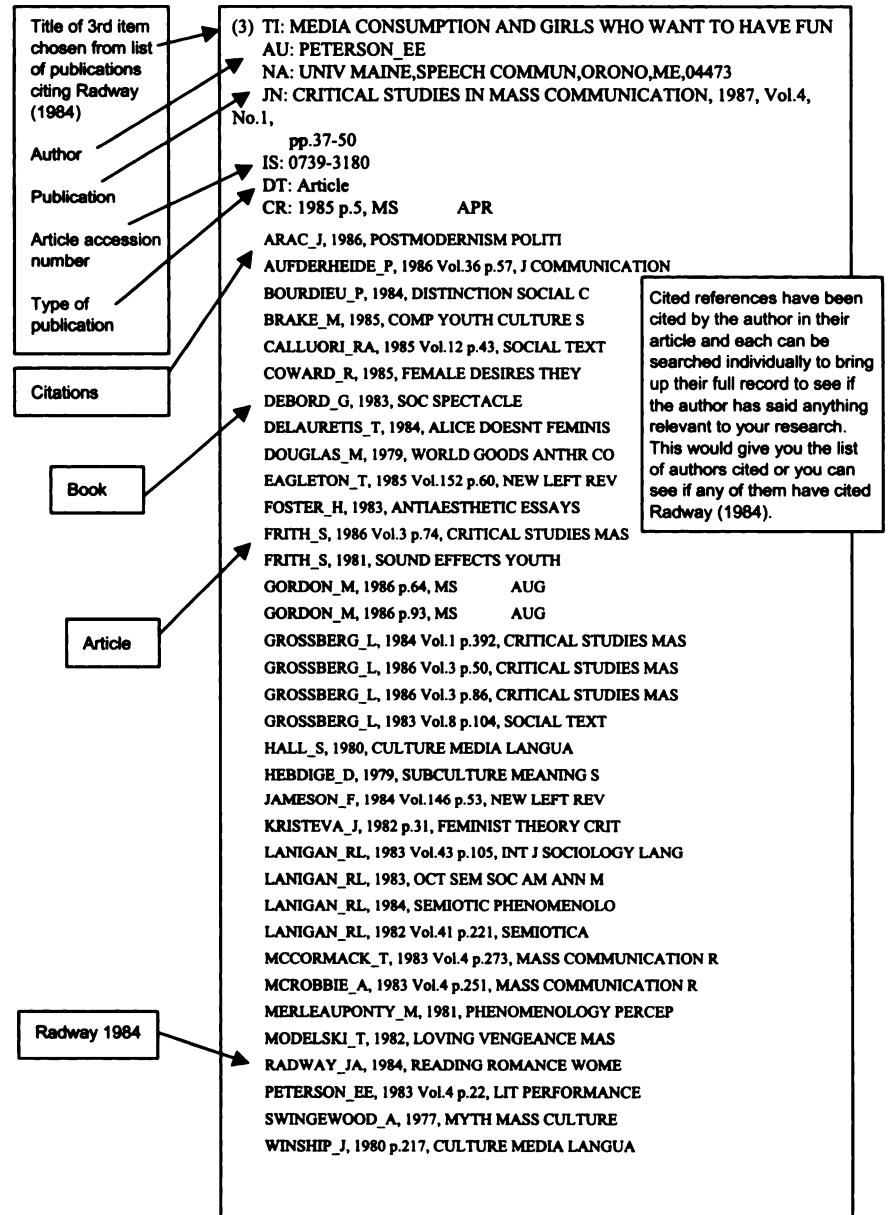 Title of 3rd item
chosen from list
of publications
citing Radway
(1984)
Author
Publication
Article accession
number
Type of
publication
Citations
Book
Article
Radway 1984
(3) TI: MEDIA CONSUMPTION AND GIRLS WHO WANT TO HAVE FUN
AU: PETERSON_EE
NA: UNIV MAINE,SPEECH COMMUN,ORONO,ME,04473
JN: CRITICAL STUDIES IN MASS COMMUNICATION, 1987, Vol.4,
No.1,
pp.37-50
IS: 0739-3180
DT: Article
CR: 1985 p.5, MS APR
ARAC_J, 1986, POSTMODERNISM POLITI
AUFDERHEIDE_P, 1986 Vol.36 p.57, J COMMUNICATION
BOURDIEU_P, 1984, DISTINCTION SOCIAL C
BRAKE_M, 1985, COMP YOUTH CULTURE S
CALLUORI_RA, 1985 Vol.12 p.43, SOCIAL TEXT
COWARD_R, 1985, FEMALE DESIRES THEY
DEBORD_G, 1983, SOC SPECTACLE
DELAURETIS_T, 1984, ALICE DOESNT FEMINIS
DOUGLAS_M, 1979, WORLD GOODS ANTHR CO
EAGLETON_T, 1985 Vol.152 p.60, NEW LEFT REV
FOSTER_H, 1983, ANTIAESTHETIC ESSAYS
FRITH_S, 1986 Vol.3 p.74, CRITICAL STUDIES MAS
FRITH_S, 1981, SOUND EFFECTS YOUTH
GORDON_M, 1986 p.64, MS AUG
GORDON_M, 1986 p.93, MS AUG
GROSSBERG_L, 1984 Vol.1 p.392, CRITICAL STUDIES MAS
GROSSBERG_L, 1986 Vol.3 p.50, CRITICAL STUDIES MAS
GROSSBERG_L, 1986 Vol.3 p.86, CRITICAL STUDIES MAS
GROSSBERG_L, 1983 Vol.8 p.104, SOCIAL TEXT
HALL_S, 1980, CULTURE MEDIA LANGUA
HEBDIGE_D, 1979, SUBCULTURE MEANING S
JAMESON_F, 1984 Vol.146 p.53, NEW LEFT REV
KRISTEVA_J, 1982 p.31, FEMINIST THEORY CRIT
LANIGAN_RL, 1983 Vol.43 p.105, INT J SOCIOLOGY LANG
LANIGAN_RL, 1983, OCT SEM SOC AM ANN M
LANIGAN_RL, 1984, SEMIOTIC PHENOMENOLO
LANIGAN_RL, 1982 Vol.41 p.221, SEMIOTICA
MCCORMACK_T, 1983 Vol.4 p.273, MASS COMMUNICATION R
MCROBBIE_A, 1983 Vol.4 p.251, MASS COMMUNICATION R
MERLEAUPONTY_M, 1981, PHENOMENOLOGY PERCEP
MODELSKI_T, 1982, LOVING VENGEANCE MAS
RADWAY_JA, 1984, READING ROMANCE WOME
PETERSON_EE, 1983 Vol.4 p.22, LIT PERFORMANCE
SWINGEWOOD_A, 1977, MYTH MASS CULTURE
WINSHIP_J, 1980 p.217, CULTURE MEDIA LANGUA
Cited references have been
cited by the author in their
article and each can be
searched individually to bring
up their full record to see if
the author has said anything
relevant to your research.
This would give you the list
of authors cited or you can
see if any of them have cited
Radway (1984).